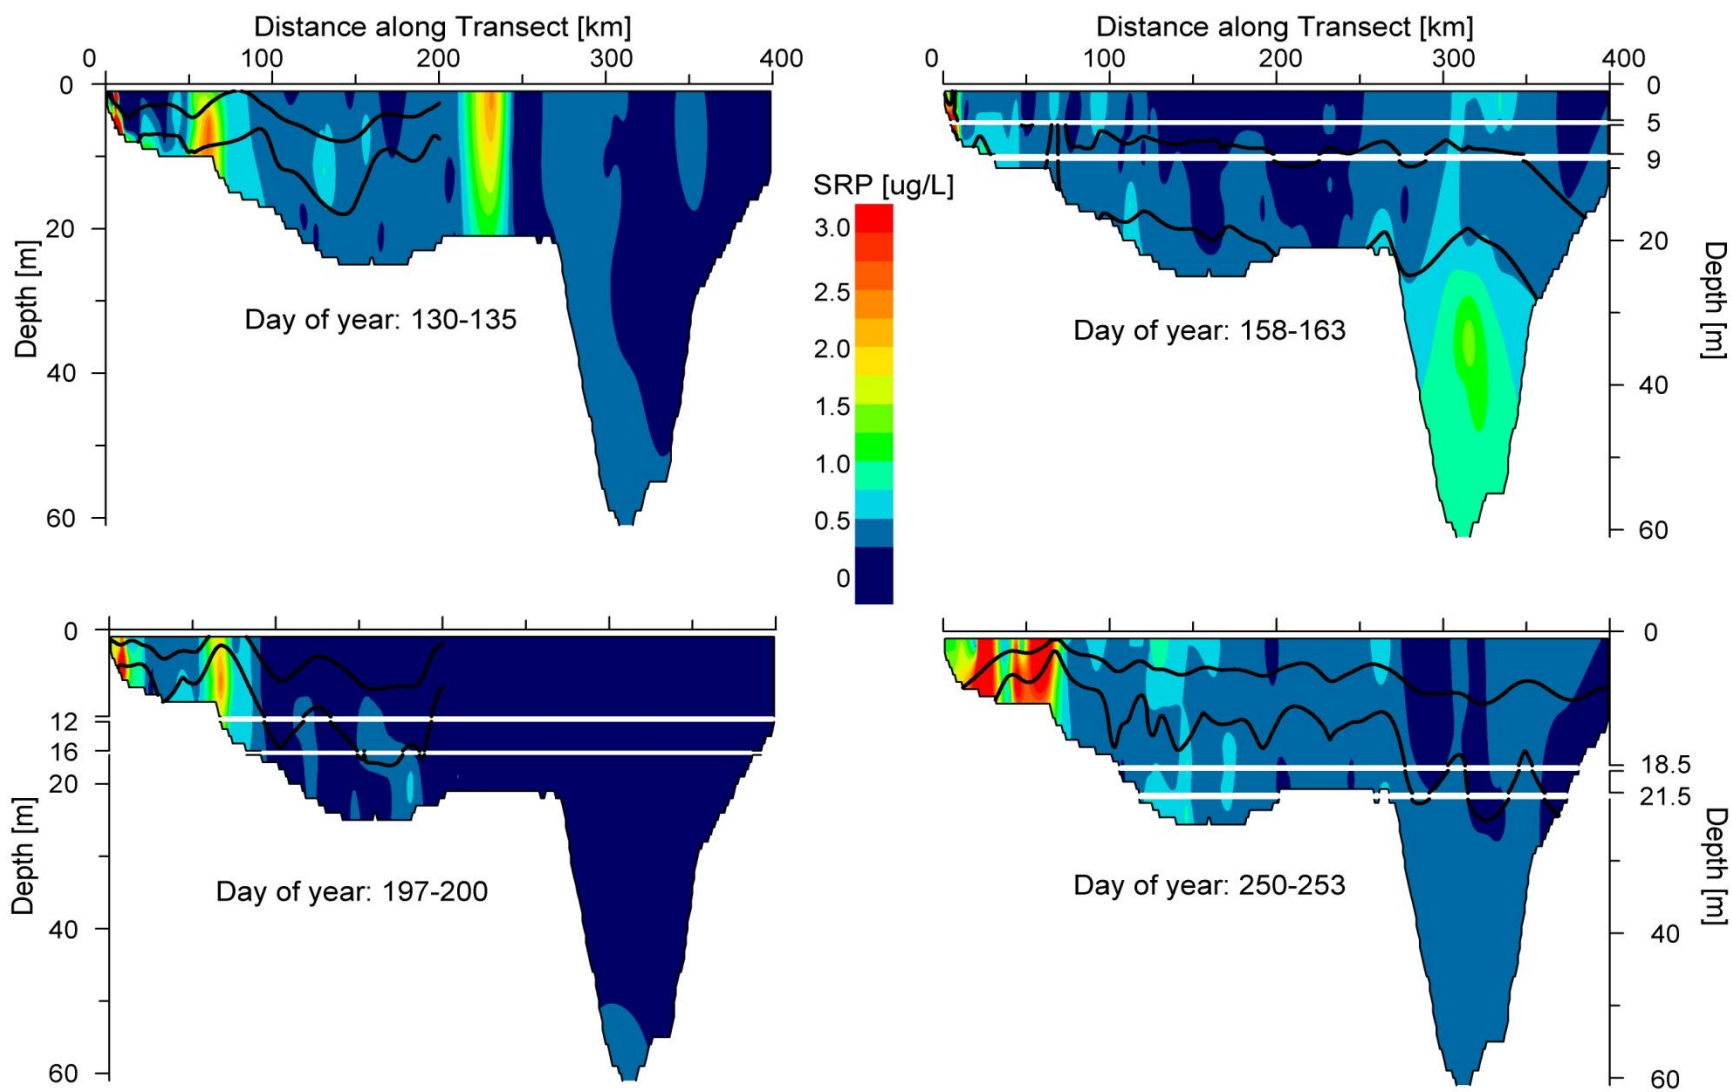 Distance along Transect [km]
0 100 200 300 400
0
20
40
60
Depth [m]
Day of year: 130-135
Distance along Transect [km]
0 100 200 300 400
0
5
9
20
40
60
Depth [m]
Day of year: 158-163
SRP [ug/L]
3.0
2.5
2.0
1.5
1.0
0.5
0
0
12
16
20
40
60
Depth [m]
Day of year: 197-200
0
18.5
21.5
40
60
Depth [m]
Day of year: 250-253